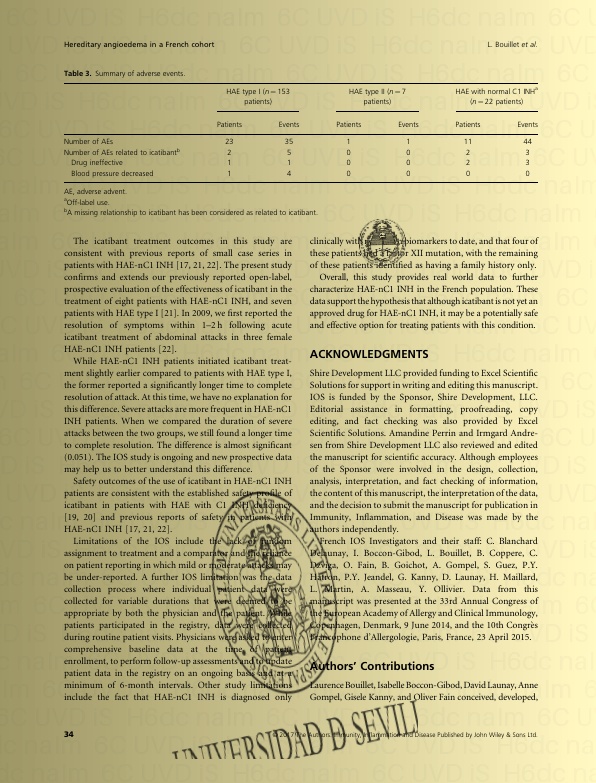 Hereditary angioedema in a French cohort L. Bouillet et al.
Table 3. Summary of adverse events.
HAE type I (n = 153 patients) HAE type II (n = 7 patients) HAE with normal C1 INHa (n = 22 patients)
Patients Events Patients Events Patients Events
Number of AEs 23 35 1 1 11 44
Number of AEs related to icatibantb 2 5 0 0 2 3
Drug ineffective 1 1 0 0 2 3
Blood pressure decreased 1 4 0 0 0 0
AE, adverse advent.
aOff-label use.
bA missing relationship to icatibant has been considered as related to icatibant.
The icatibant treatment outcomes in this study are
consistent with previous reports of small case series in
patients with HAE-nC1 INH [17, 21, 22]. The present study
confirms and extends our previously reported open-label,
prospective evaluation of the effectiveness of icatibant in the
treatment of eight patients with HAE-nC1 INH, and seven
patients with HAE type I [21]. In 2009, we first reported the
resolution of symptoms within 1–2 h following acute
icatibant treatment of abdominal attacks in three female
HAE-nC1 INH patients [22].
While HAE-nC1 INH patients initiated icatibant treat-
ment slightly earlier compared to patients with HAE type I,
the former reported a significantly longer time to complete
resolution of attack. At this time, we have no explanation for
this difference. Severe attacks are more frequent in HAE-nC1
INH patients. When we compared the duration of severe
attacks between the two groups, we still found a longer time
to complete resolution. The difference is almost significant
(0.051). The IOS study is ongoing and new prospective data
may help us to better understand this difference.
Safety outcomes of the use of icatibant in HAE-nC1 INH
patients are consistent with the established safety profile of
icatibant in patients with HAE with C1 INH deficiency
[19, 20] and previous reports of safety in patients with
HAE-nC1 INH [17, 21, 22].
Limitations of the IOS include the lack of random
assignment to treatment and a comparator and the reliance
on patient reporting in which mild or moderate attacks may
be under-reported. A further IOS limitation was the data
collection process where individual patient data were
collected for variable durations that were deemed to be
appropriate by both the physician and the patient. While
patients participated in the registry, data were collected
during routine patient visits. Physicians were asked to enter
comprehensive baseline data at the time of patient
enrollment, to perform follow-up assessments and to update
patient data in the registry on an ongoing basis and at a
minimum of 6-month intervals. Other study limitations
include the fact that HAE-nC1 INH is diagnosed only
clinically with biomarkers to date, and that four of
these patients had a factor XII mutation, with the remaining
of these patients identified as having a family history only.
Overall, this study provides real world data to further
characterize HAE-nC1 INH in the French population. These
data support the hypothesis that although icatibant is not yet an
approved drug for HAE-nC1 INH, it may be a potentially safe
and effective option for treating patients with this condition.
ACKNOWLEDGMENTS
Shire Development LLC provided funding to Excel Scientific
Solutions for support in writing and editing this manuscript.
IOS is funded by the Sponsor, Shire Development, LLC.
Editorial assistance in formatting, proofreading, copy
editing, and fact checking was also provided by Excel
Scientific Solutions. Amandine Perrin and Irmgard Andre-
sen from Shire Development LLC also reviewed and edited
the manuscript for scientific accuracy. Although employees
of the Sponsor were involved in the design, collection,
analysis, interpretation, and fact checking of information,
the content of this manuscript, the interpretation of the data,
and the decision to submit the manuscript for publication in
Immunity, Inflammation, and Disease was made by the
authors independently.
French IOS Investigators and their staff: C. Blanchard
Delaunay, I. Boccon-Gibod, L. Bouillet, B. Coppere, C.
Dzviga, O. Fain, B. Goichot, A. Gompel, S. Guez, P.Y.
Hatron, P.Y. Jeandel, G. Kanny, D. Launay, H. Maillard,
L. Martin, A. Masseau, Y. Ollivier. Data from this
manuscript was presented at the 33rd Annual Congress of
the European Academy of Allergy and Clinical Immunology,
Copenhagen, Denmark, 9 June 2014, and the 10th Congrès
Francophone d'Allergologie, Paris, France, 23 April 2015.
Authors' Contributions
Laurence Bouillet, Isabelle Boccon-Gibod, David Launay, Anne
Gompel, Gisele Kanny, and Oliver Fain conceived, developed,
34 © 2017 The Authors. Immunity, Inflammation and Disease Published by John Wiley & Sons Ltd.
UNIVERSIDAD D SEVILL